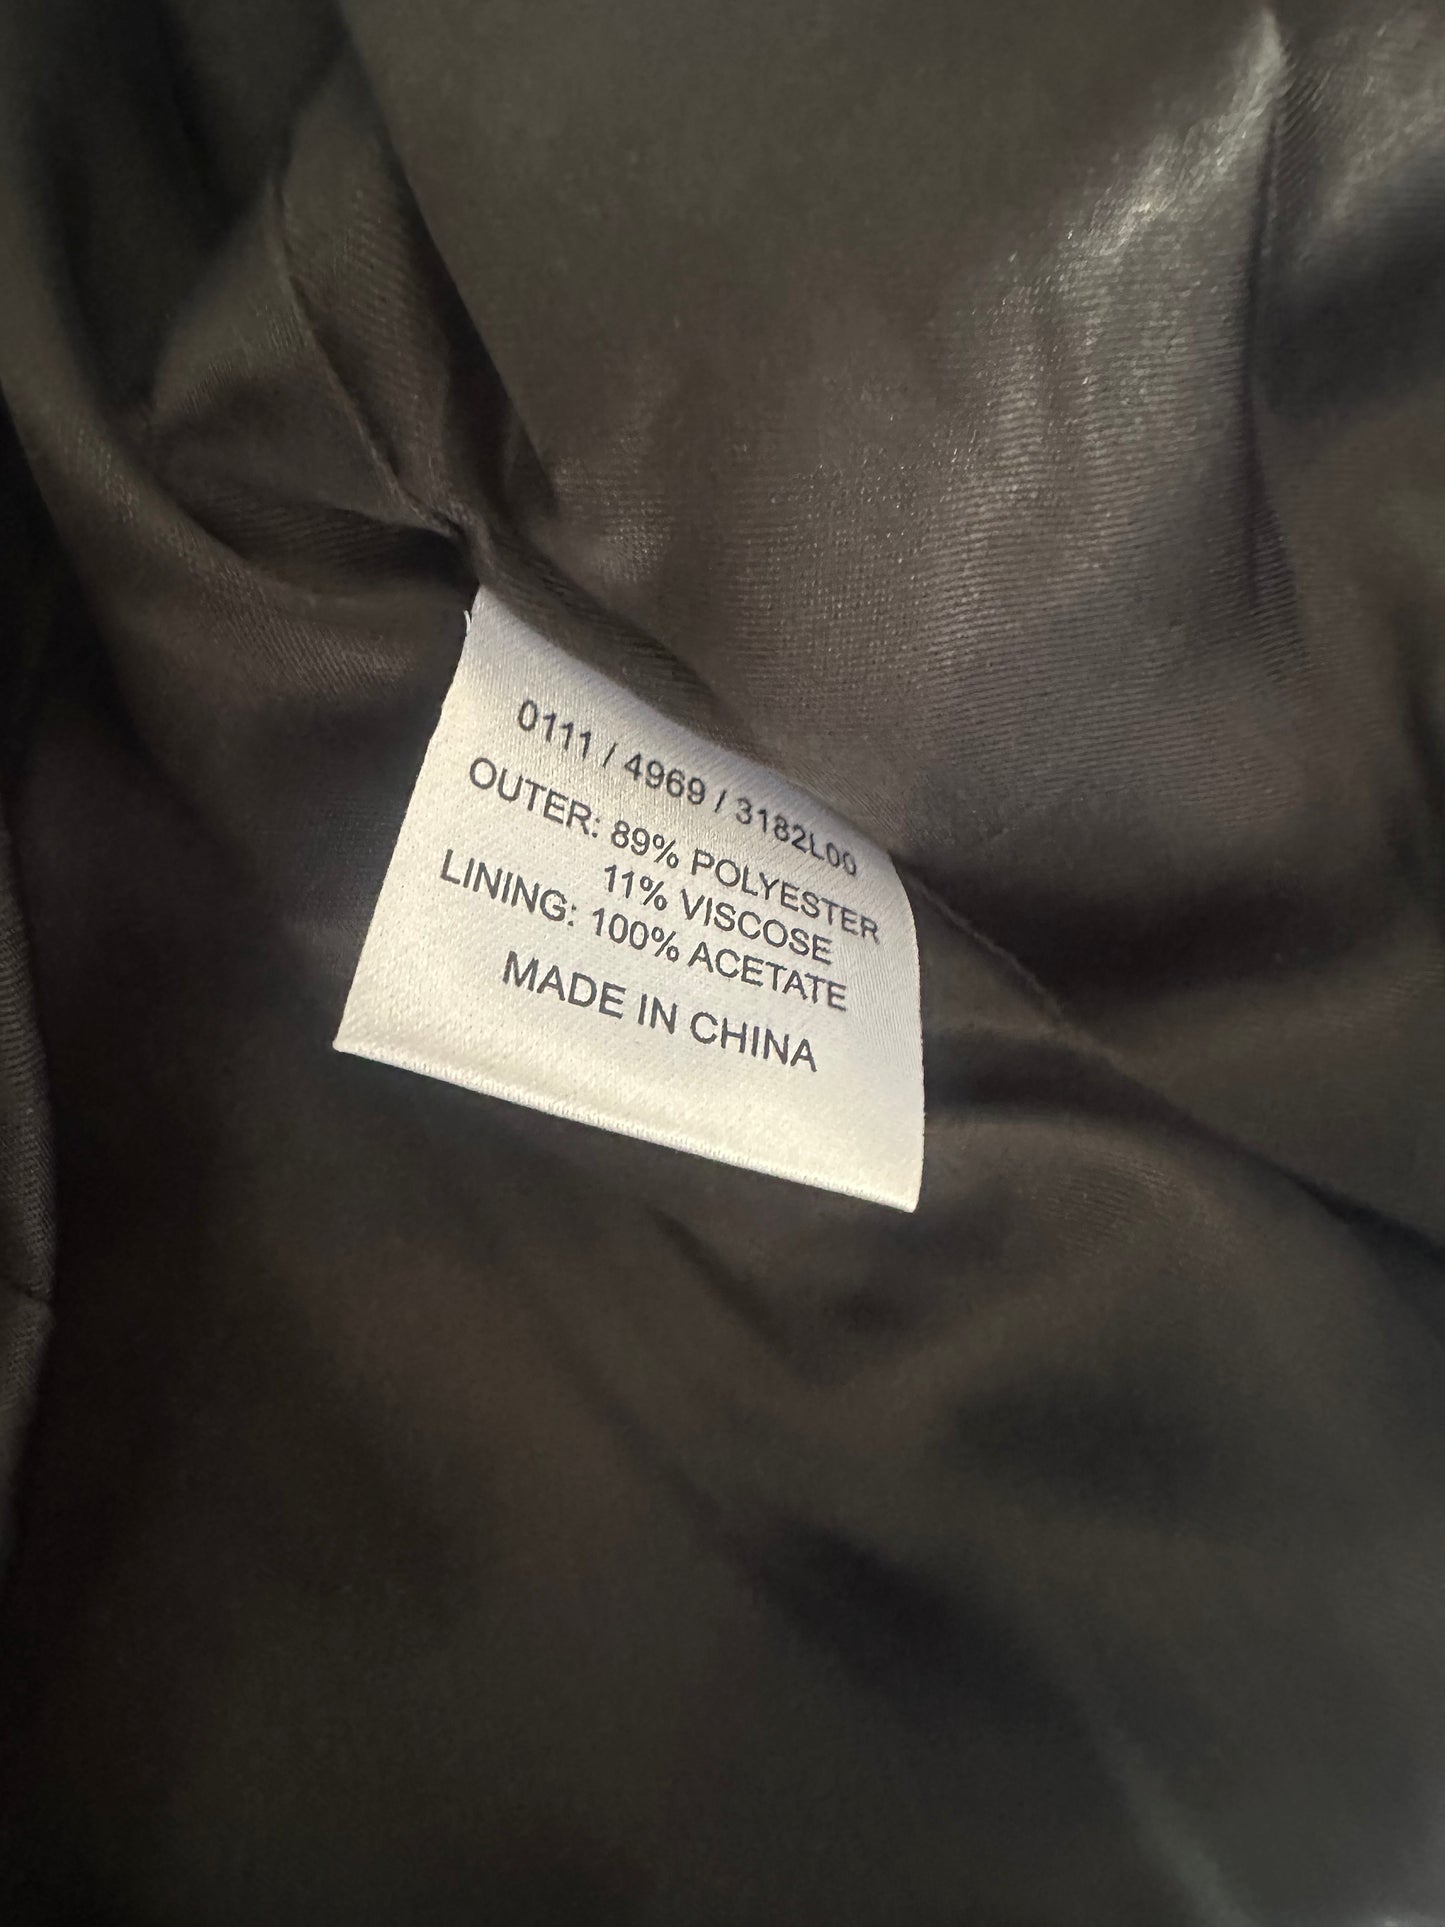 0111 / 4969 / 3182L00
OUTER: 89% POLYESTER
11% VISCOSE
LINING: 100% ACETATE
MADE IN CHINA